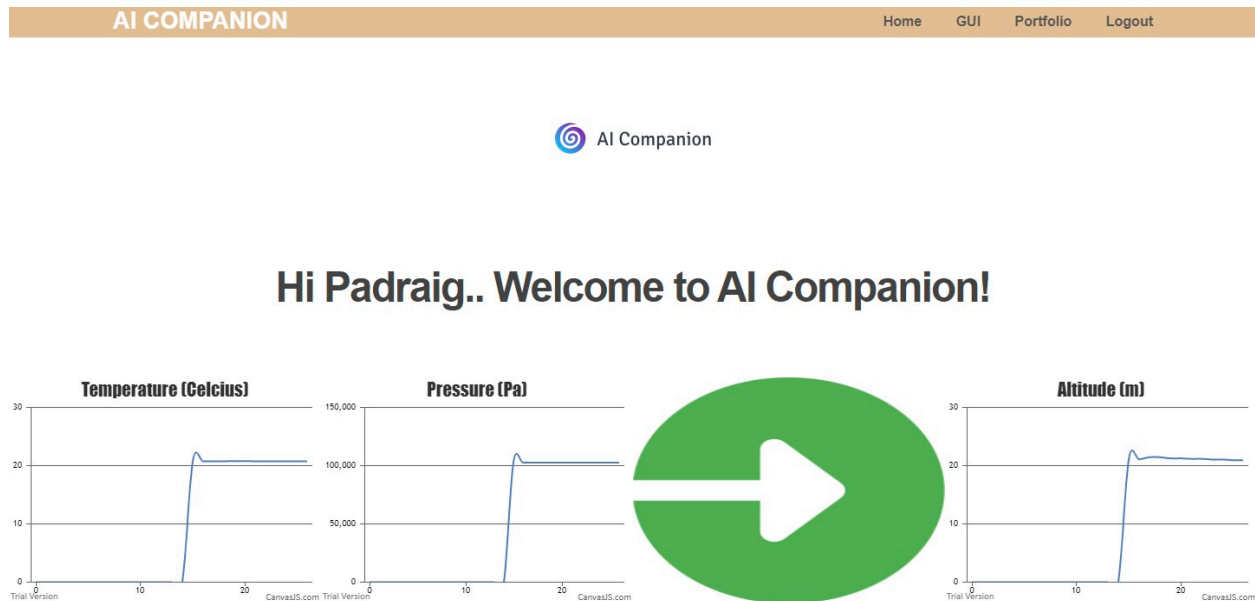 AI COMPANION
Home GUI Portfolio Logout
AI Companion
Hi Padraig.. Welcome to AI Companion!
Temperature (Celcius)
30
20
10
0
0 10 20
Trial Version CanvasJS.com
Pressure (Pa)
150,000
100,000
50,000
0
0 10 20
Trial Version CanvasJS.com
Altitude (m)
30
20
10
0
0 10 20
Trial Version CanvasJS.com